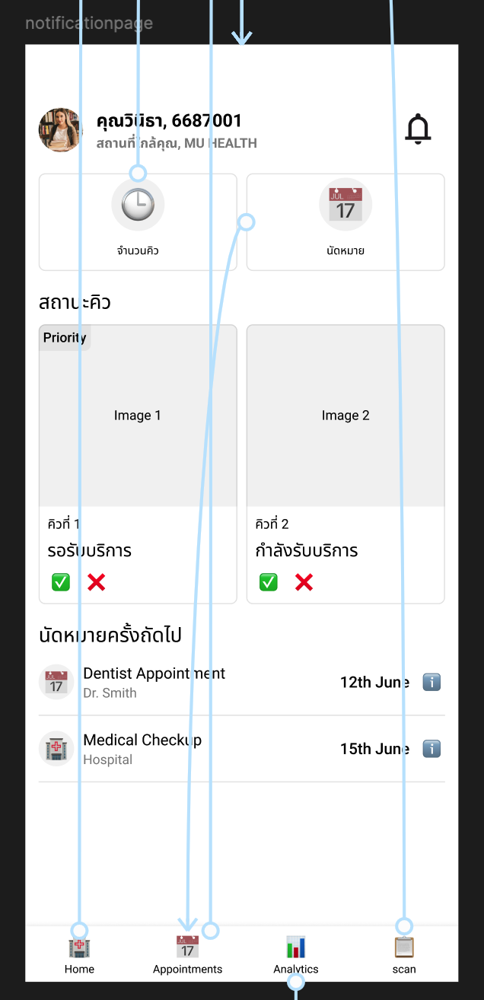 notificationpage
คุณวินิธา, 6687001
สถานที่ใกล้คุณ, MU HEALTH
JUL
17
จำนวนคิว
นัดหมาย
สถานะคิว
Priority
Image 1
Image 2
คิวที่ 1
คิวที่ 2
รอรับบริการ
กำลังรับบริการ
นัดหมายครั้งถัดไป
JUL
17
Dentist Appointment
Dr. Smith
12th June
Medical Checkup
Hospital
15th June
JUL
17
Home
Appointments
Analytics
scan